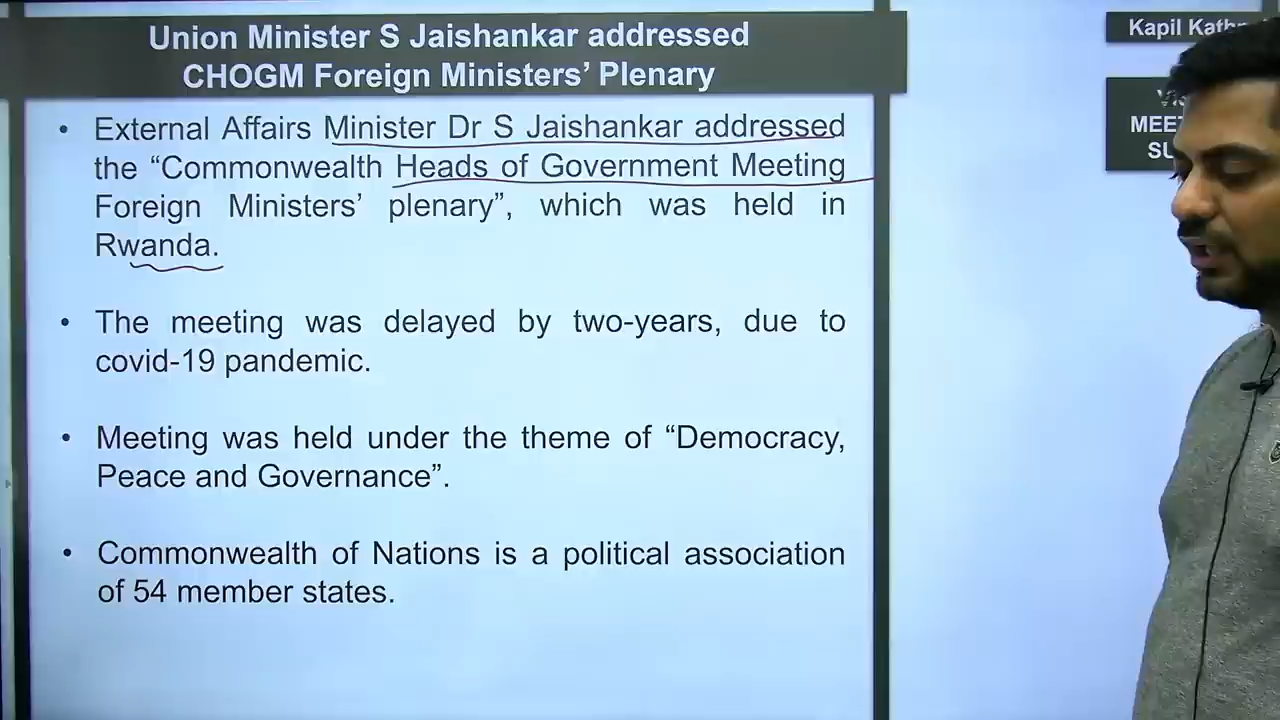 Union Minister S Jaishankar addressed
CHOGM Foreign Ministers’ Plenary
• External Affairs Minister Dr S Jaishankar addressed
the “Commonwealth Heads of Government Meeting
Foreign Ministers’ plenary”, which was held in
Rwanda.
• The meeting was delayed by two-years, due to
covid-19 pandemic.
• Meeting was held under the theme of “Democracy,
Peace and Governance”.
• Commonwealth of Nations is a political association
of 54 member states.
Kapil